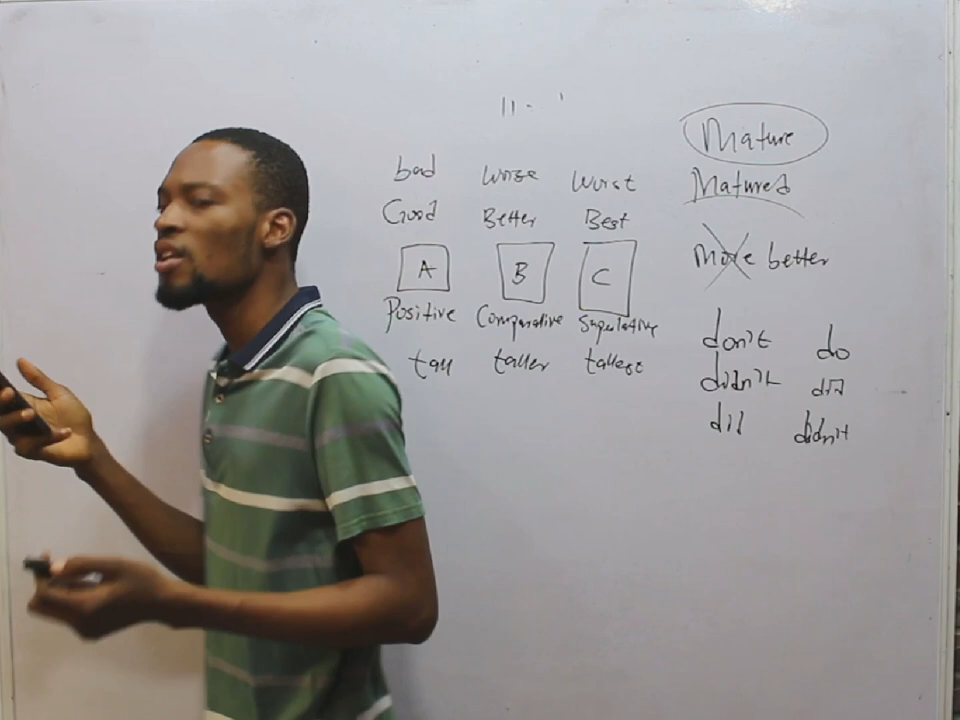 bad worse worst
Good Better Best
A B C
Positive Comparative Superlative
tall taller tallest
Mature
Matured
More better
don't do
didn't did
did didn't